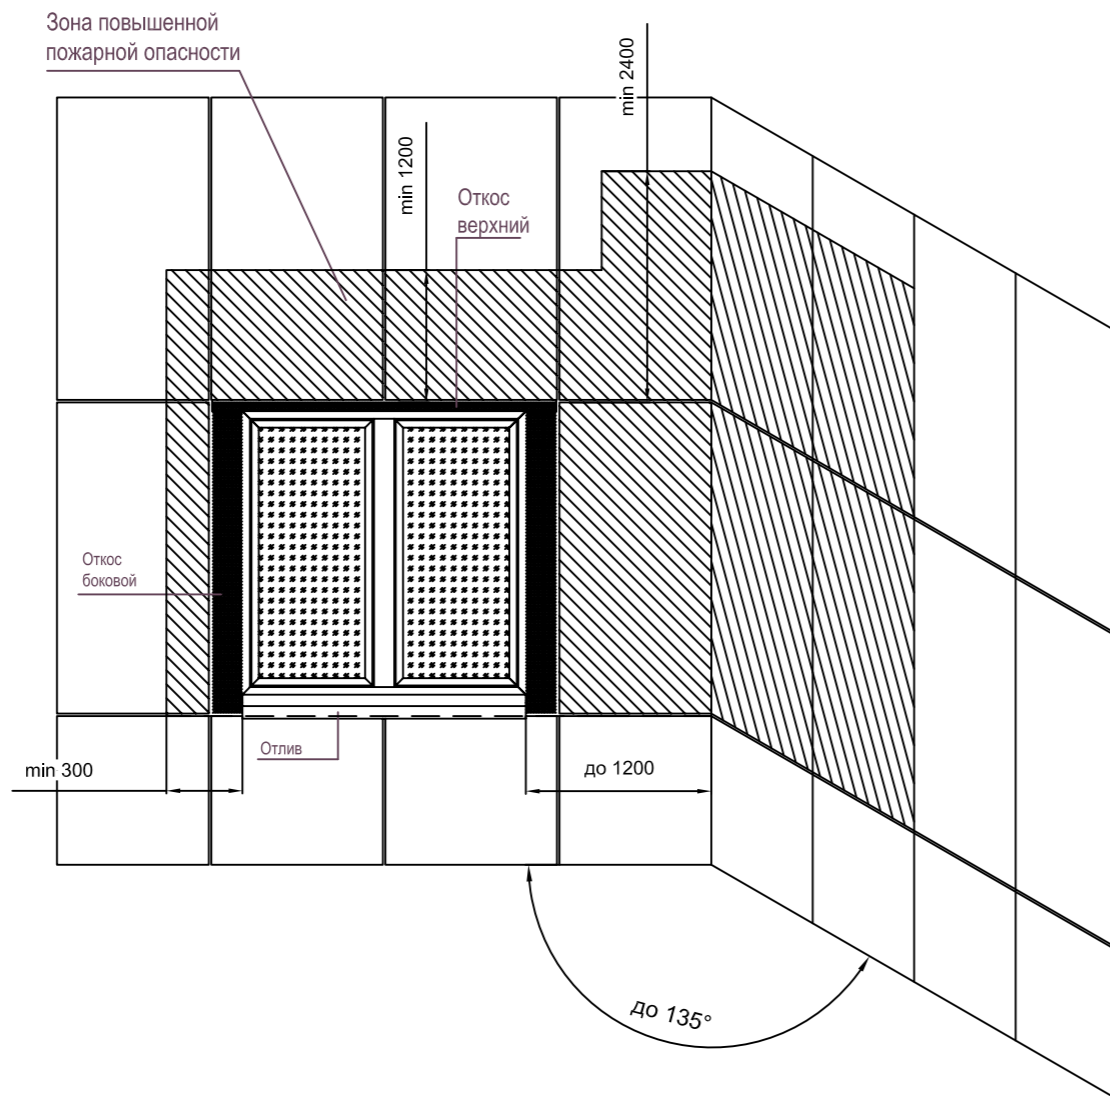 Зона повышенной
пожарной опасности
min 2400
min 1200
Откос
верхний
Откос
боковой
Отлив
min 300
до 1200
до 135°